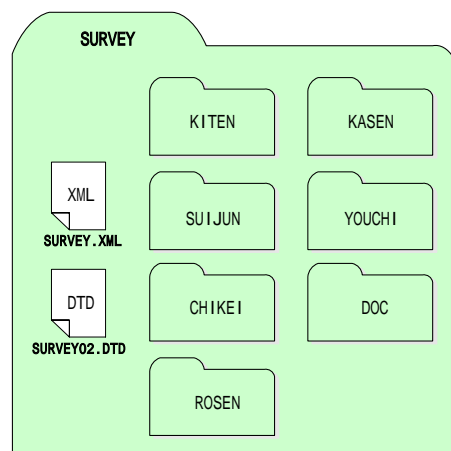 SURVEY
KITEN
KASEN
XML
SURVEY.XML
SUIJUN
YOUCHI
DTD
SURVEY02.DTD
CHIKEI
DOC
ROSEN